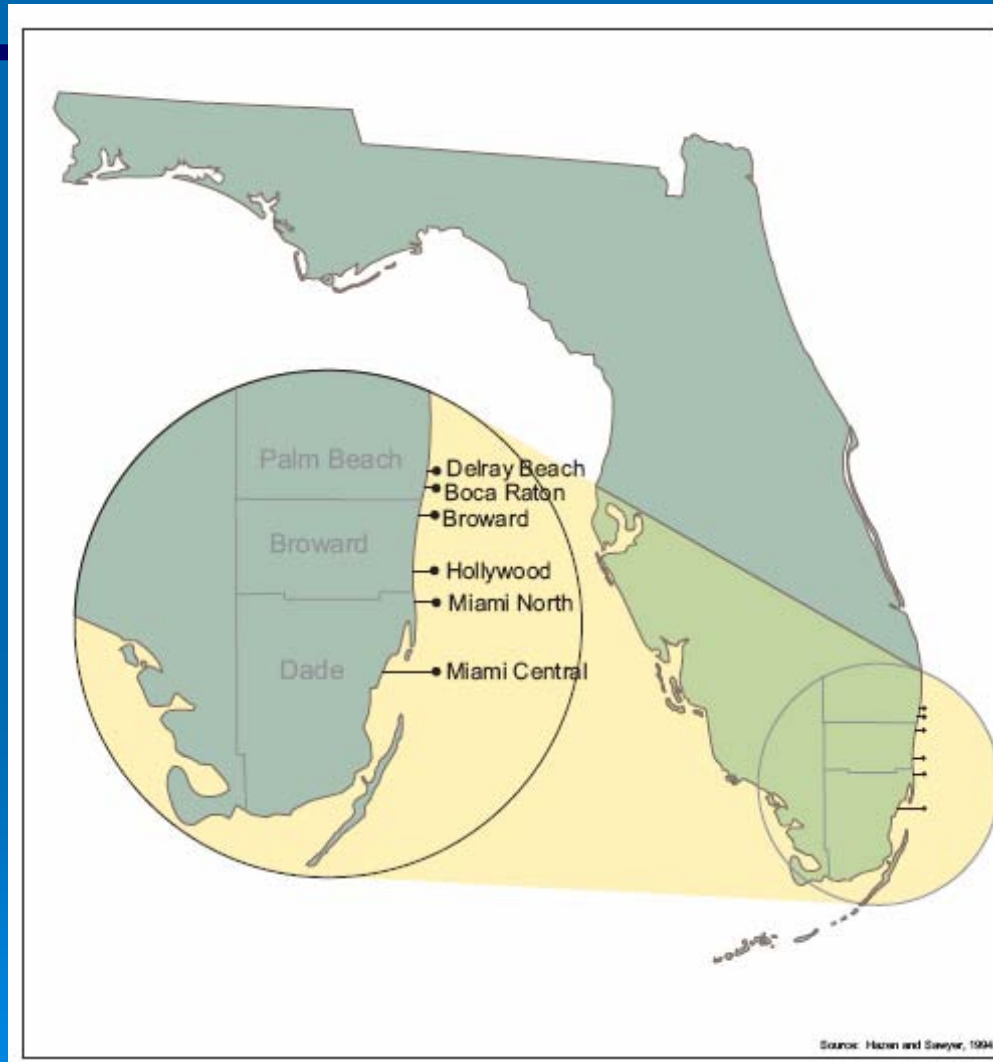 Palm Beach
Delray Beach
Boca Raton
Broward
Broward
Hollywood
Miami North
Dade
Miami Central
Source: Hazen and Sawyer, 1994